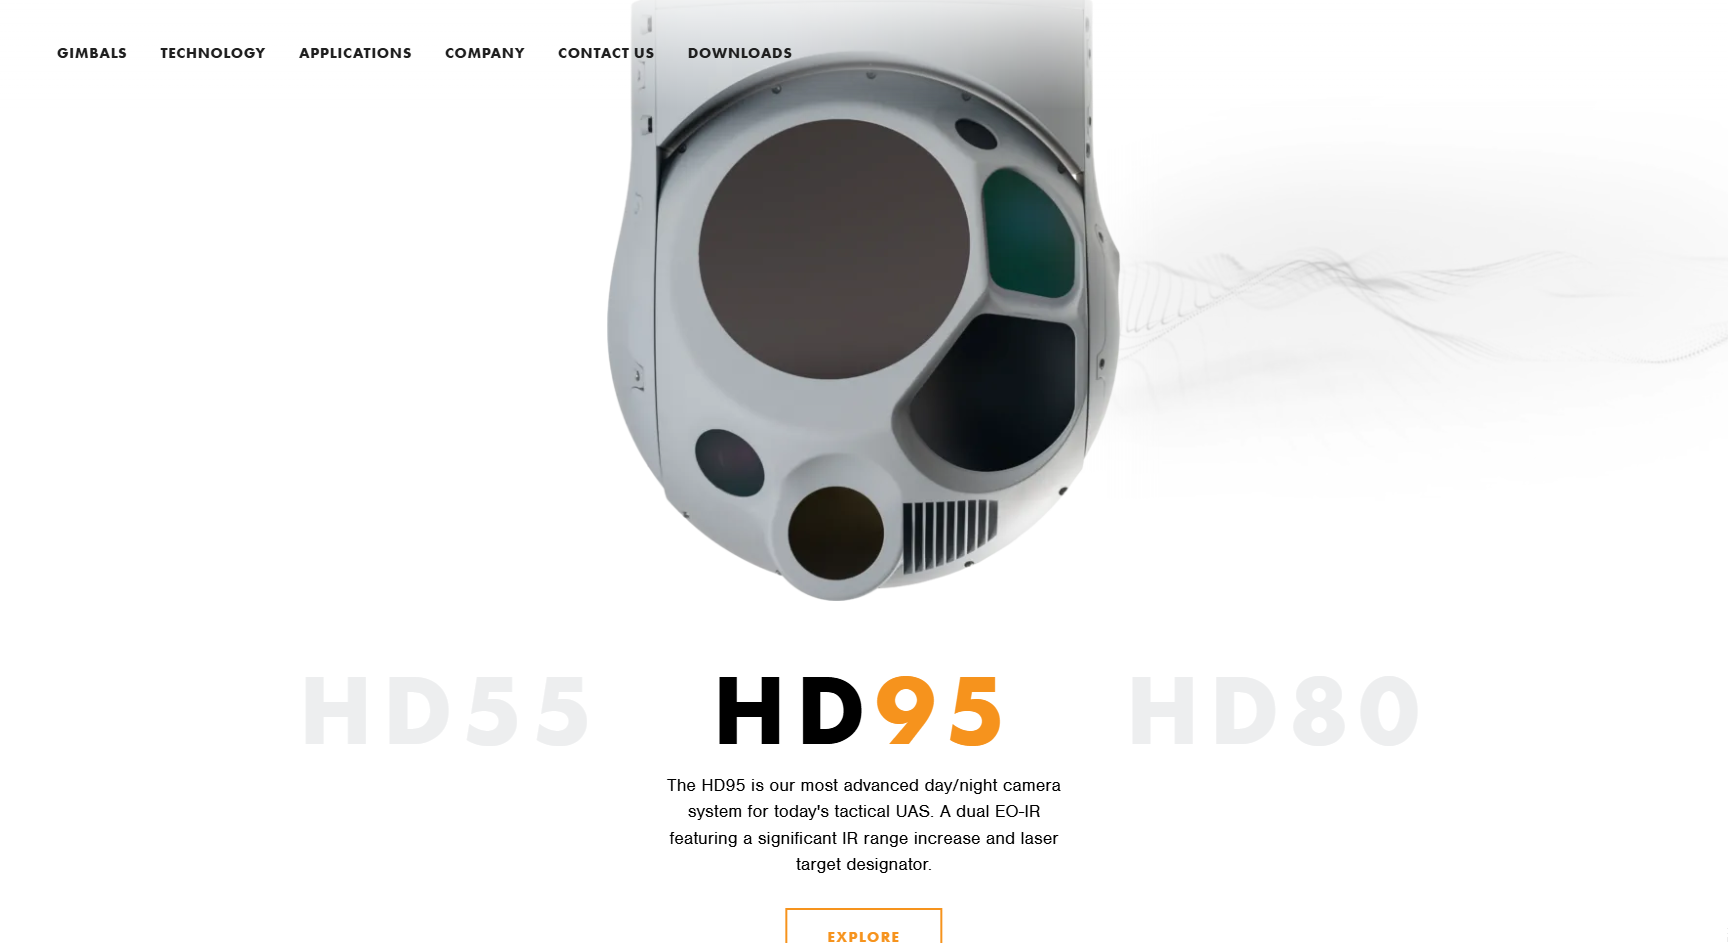 GIMBALS TECHNOLOGY APPLICATIONS COMPANY CONTACT US DOWNLOADS
HD55 HD95 HD80
The HD95 is our most advanced day/night camera
system for today's tactical UAS. A dual EO-IR
featuring a significant IR range increase and laser
target designator.
EXPLORE